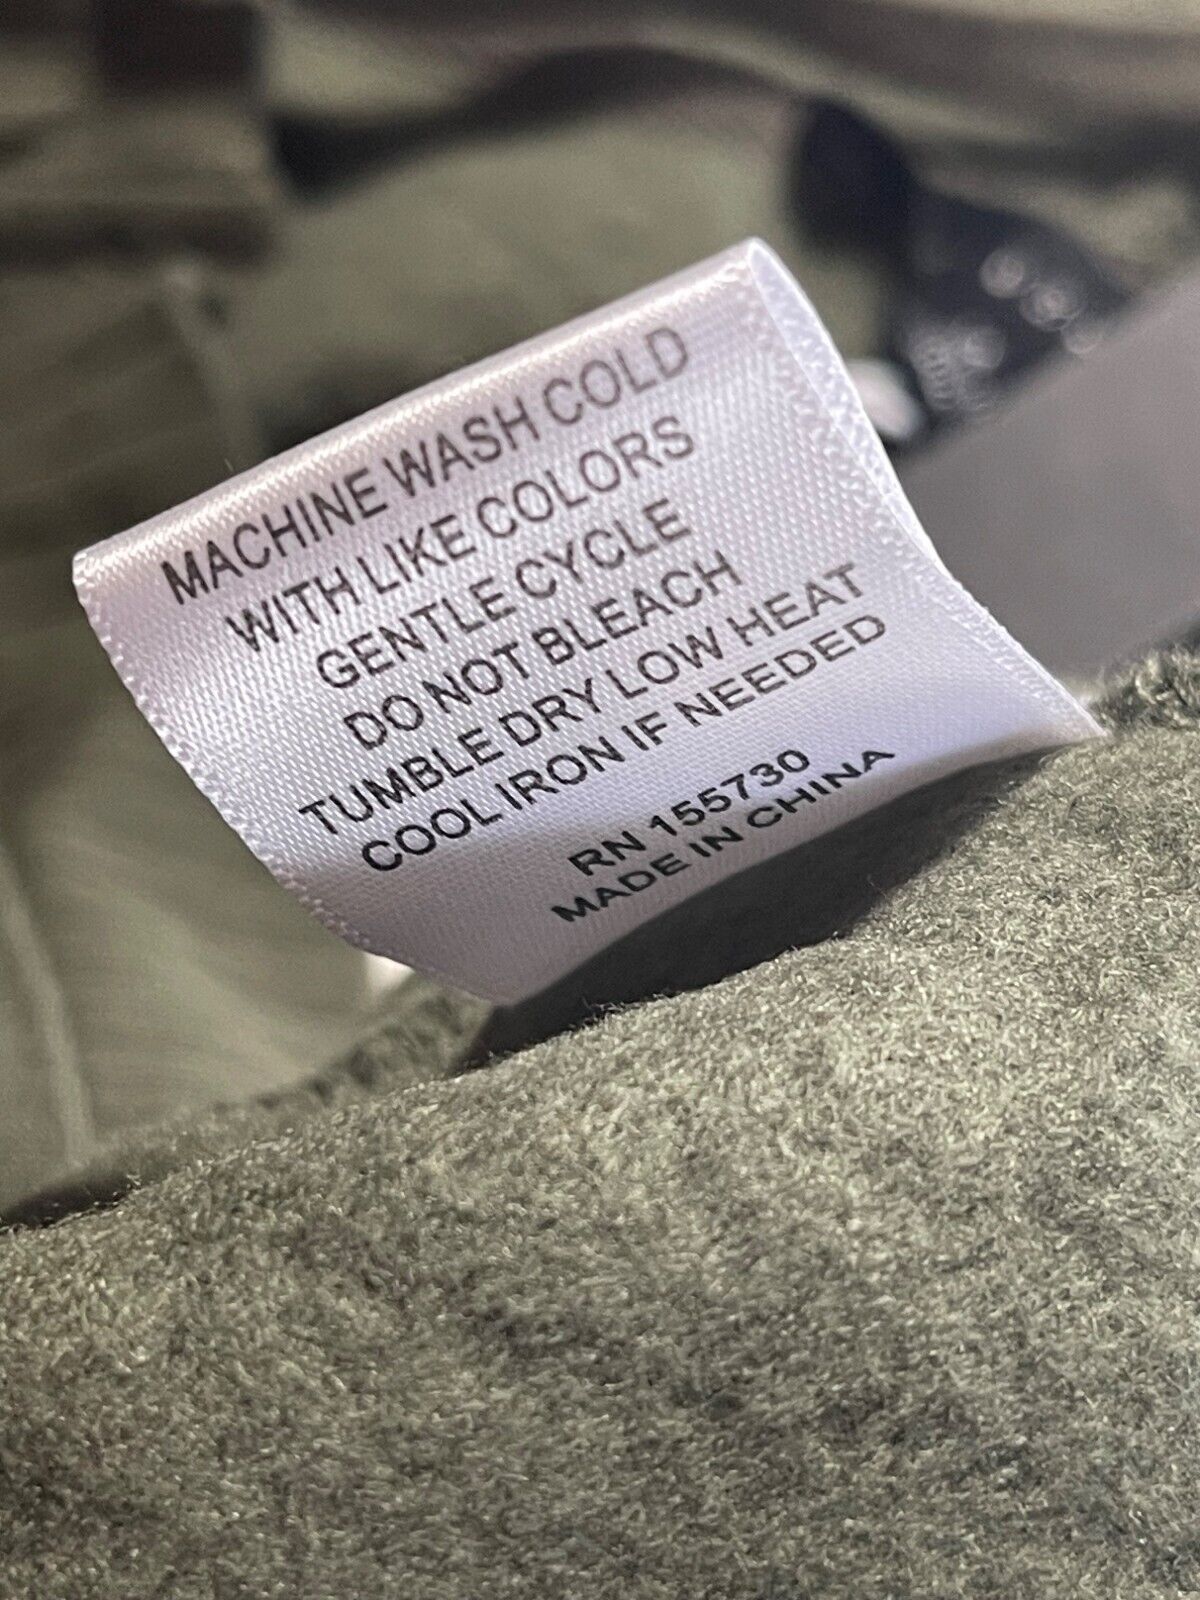 MACHINE WASH COLD
WITH LIKE COLORS
GENTLE CYCLE
DO NOT BLEACH
TUMBLE DRY LOW HEAT
COOL IRON IF NEEDED
RN 155730
MADE IN CHINA